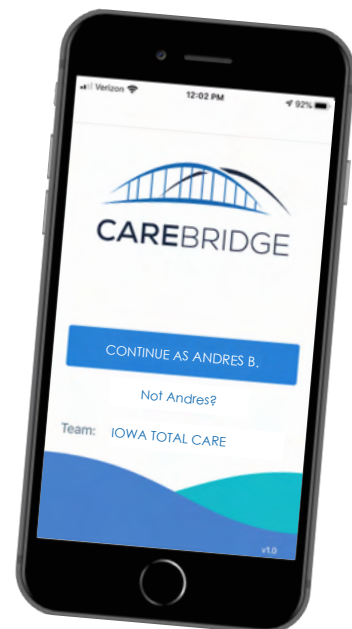 Verizon
12:02 PM
92%
CAREBRIDGE
CONTINUE AS ANDRES B.
Not Andres?
Team: IOWA TOTAL CARE
v1.0